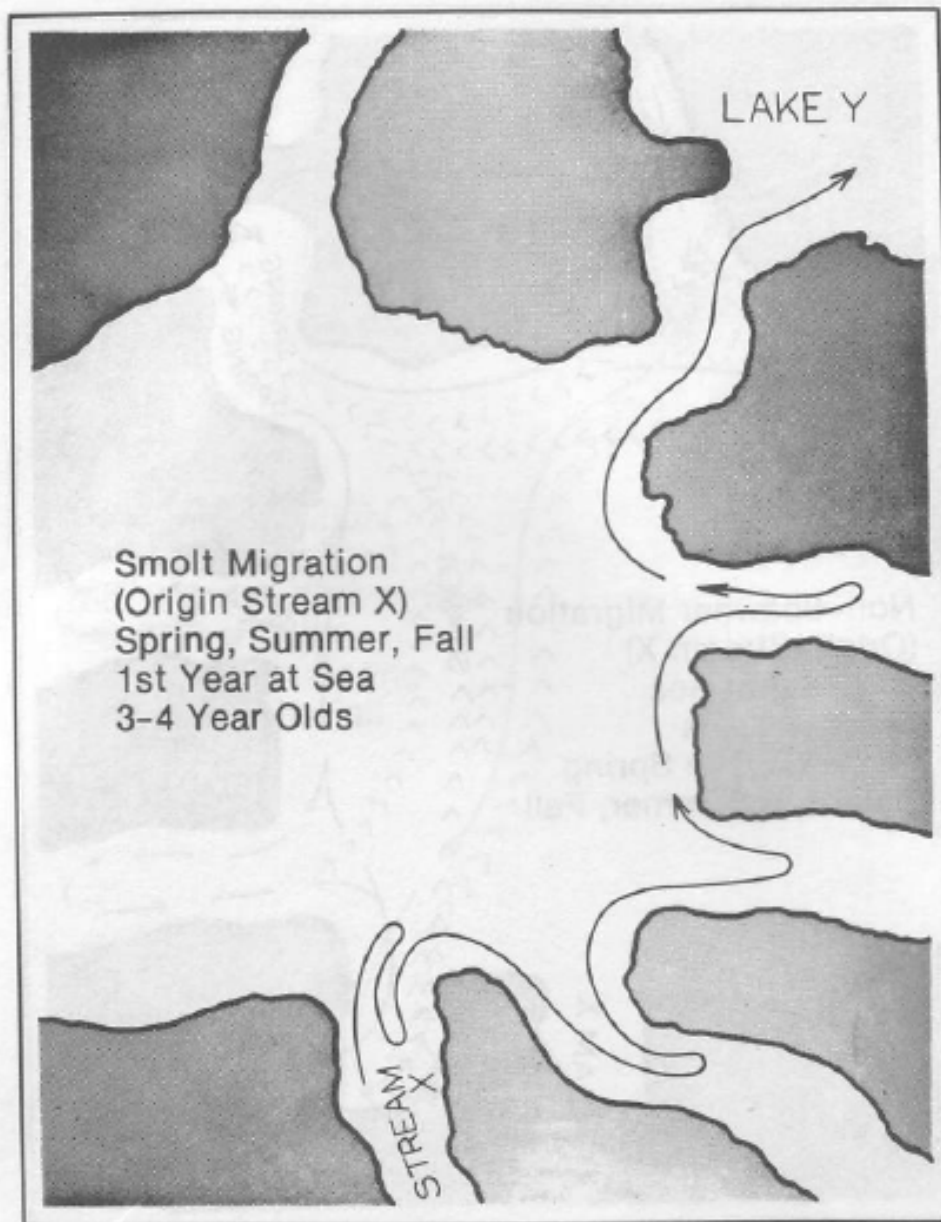 LAKE Y
Smolt Migration
(Origin Stream X)
Spring, Summer, Fall
1st Year at Sea
3-4 Year Olds
STREAM
X